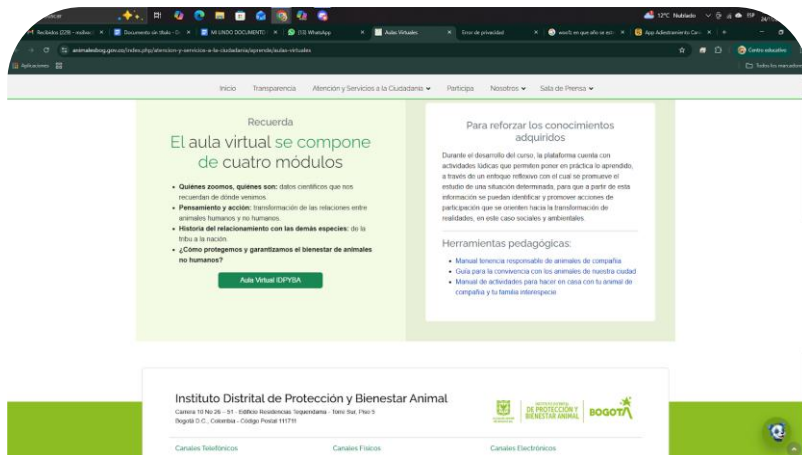 12°C Nublado
ESP
Recibidos (229) - molivo
Documento sin título - D
MI LINDO DOCUMENTO
(13) WhatsApp
Aulas Virtuales
Error de privacidad
App Adiestramiento Can
animalesbog.gov.co/index.php/atencion-y-servicios-a-la-ciudadania/aprende/aulas-virtuales
Centro educativo
Aplicaciones
Todos los marcadores
Inicio
Transparencia
Atención y Servicios a la Ciudadanía
Participa
Nosotros
Sala de Prensa
Recuerda
El aula virtual se compone
de cuatro módulos
Quiénes zoomos, quiénes son: datos científicos que nos
recuerdan de dónde venimos.
Pensamiento y acción: transformación de las relaciones entre
animales humanos y no humanos.
Historia del relacionamiento con las demás especies: de la
tribu a la nación.
¿Cómo protegemos y garantizamos el bienestar de animales
no humanos?
Aula Virtual IDPYBA
Para reforzar los conocimientos
adquiridos
Durante el desarrollo del curso, la plataforma cuenta con
actividades lúdicas que permiten poner en práctica lo aprendido,
a través de un enfoque reflexivo con el cual se promueve el
estudio de una situación determinada, para que a partir de esta
información se puedan identificar y promover acciones de
participación que se orienten hacia la transformación de
realidades, en este caso sociales y ambientales.
Herramientas pedagógicas:
Manual tenencia responsable de animales de compañía
Guía para la convivencia con los animales de nuestra ciudad
Manual de actividades para hacer en casa con tu animal de
compañía y tu familia interespecie
Instituto Distrital de Protección y Bienestar Animal
Carrera 10 No 26 - 51 - Edificio Residencias Tequendama - Torre Sur, Piso 5
Bogotá D.C., Colombia - Código Postal 111711
DE PROTECCIÓN Y
BIENESTAR ANIMAL
BOGOTÁ
Canales Telefónicos
Canales Físicos
Canales Electrónicos